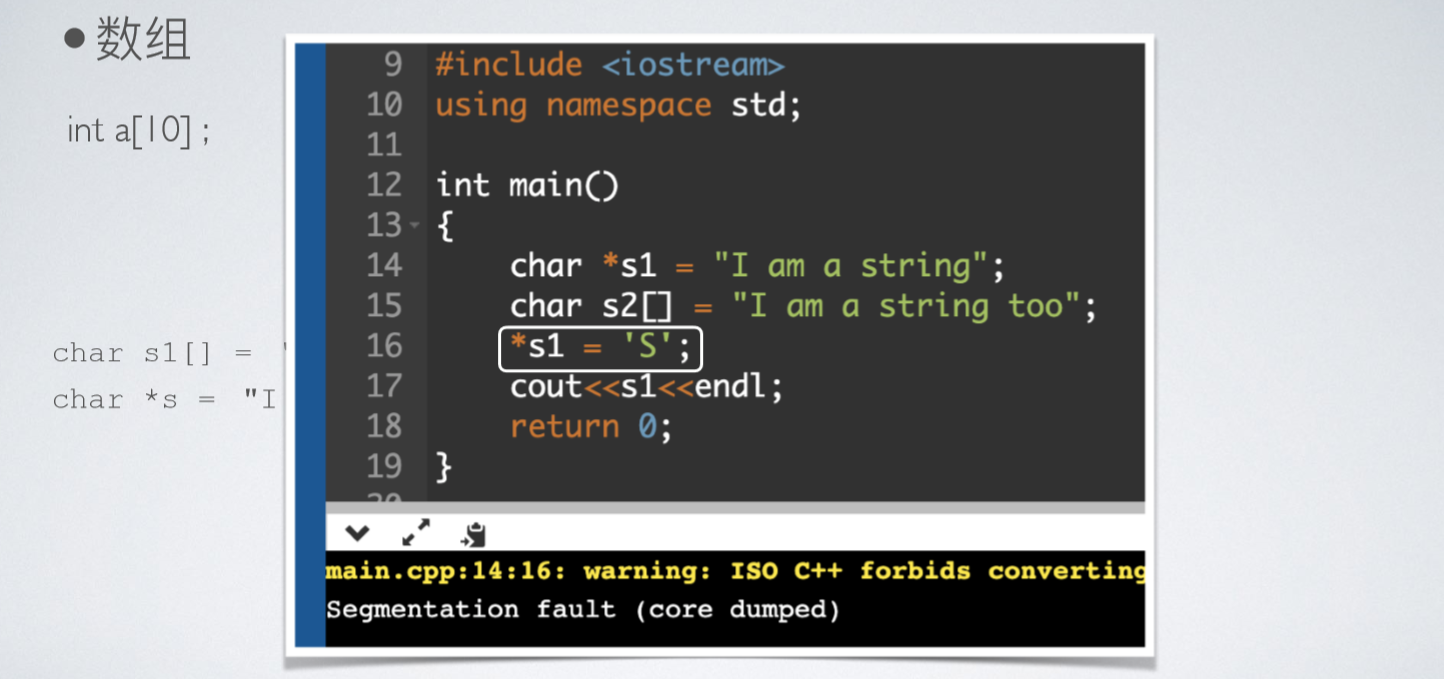 •数组
int a[10] ;
char s1[] = "
char *s = "I
9 #include <iostream>
10 using namespace std;
11
12 int main()
13 {
14 char *s1 = "I am a string";
15 char s2[] = "I am a string too";
16 *s1 = 'S';
17 cout<<s1<<endl;
18 return 0;
19 }
20
main.cpp:14:16: warning: ISO C++ forbids converting
Segmentation fault (core dumped)